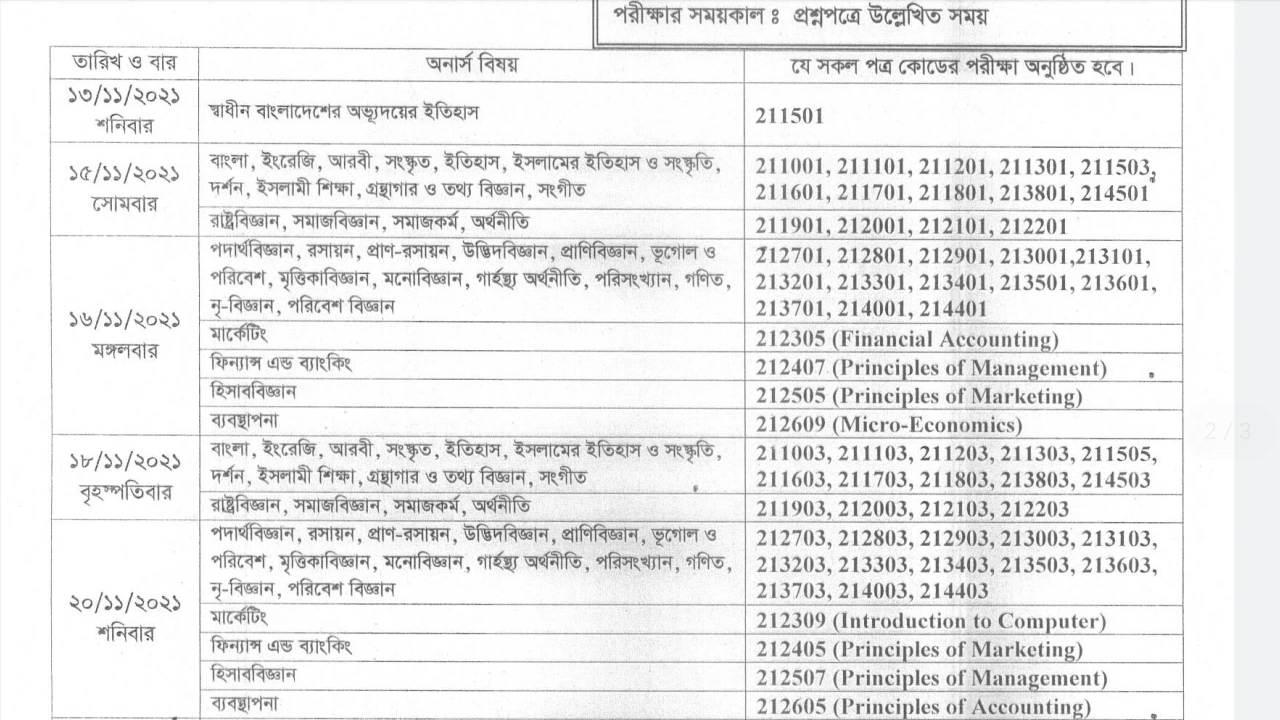 পরীক্ষার সময়কাল ঃ প্রশ্নপত্রে উল্লেখিত সময়
তারিখ ও বার
অনার্স বিষয়
যে সকল পত্র কোডের পরীক্ষা অনুষ্ঠিত হবে।
১৩/১১/২০২১
শনিবার
স্বাধীন বাংলাদেশের অভ্যুদয়ের ইতিহাস
211501
১৫/১১/২০২১
সোমবার
বাংলা, ইংরেজি, আরবী, সংস্কৃত, ইতিহাস, ইসলামের ইতিহাস ও সংস্কৃতি,
দর্শন, ইসলামী শিক্ষা, গ্রন্থাগার ও তথ্য বিজ্ঞান, সংগীত
211001, 211101, 211201, 211301, 211503,
211601, 211701, 211801, 213801, 214501
রাষ্ট্রবিজ্ঞান, সমাজবিজ্ঞান, সমাজকর্ম, অর্থনীতি
211901, 212001, 212101, 212201
১৬/১১/২০২১
মঙ্গলবার
পদার্থবিজ্ঞান, রসায়ন, প্রাণ-রসায়ন, উদ্ভিদবিজ্ঞান, প্রাণিবিজ্ঞান, ভূগোল ও
পরিবেশ, মৃত্তিকাবিজ্ঞান, মনোবিজ্ঞান, গার্হস্থ্য অর্থনীতি, পরিসংখ্যান, গণিত,
নৃ-বিজ্ঞান, পরিবেশ বিজ্ঞান
212701, 212801, 212901, 213001,213101,
213201, 213301, 213401, 213501, 213601,
213701, 214001, 214401
মার্কেটিং
212305 (Financial Accounting)
ফিন্যান্স এন্ড ব্যাংকিং
212407 (Principles of Management)
হিসাববিজ্ঞান
212505 (Principles of Marketing)
ব্যবস্থাপনা
212609 (Micro-Economics)
১৮/১১/২০২১
বৃহস্পতিবার
বাংলা, ইংরেজি, আরবী, সংস্কৃত, ইতিহাস, ইসলামের ইতিহাস ও সংস্কৃতি,
দর্শন, ইসলামী শিক্ষা, গ্রন্থাগার ও তথ্য বিজ্ঞান, সংগীত
211003, 211103, 211203, 211303, 211505,
211603, 211703, 211803, 213803, 214503
রাষ্ট্রবিজ্ঞান, সমাজবিজ্ঞান, সমাজকর্ম, অর্থনীতি
211903, 212003, 212103, 212203
২০/১১/২০২১
শনিবার
পদার্থবিজ্ঞান, রসায়ন, প্রাণ-রসায়ন, উদ্ভিদবিজ্ঞান, প্রাণিবিজ্ঞান, ভূগোল ও
পরিবেশ, মৃত্তিকাবিজ্ঞান, মনোবিজ্ঞান, গার্হস্থ্য অর্থনীতি, পরিসংখ্যান, গণিত,
নৃ-বিজ্ঞান, পরিবেশ বিজ্ঞান
212703, 212803, 212903, 213003, 213103,
213203, 213303, 213403, 213503, 213603,
213703, 214003, 214403
মার্কেটিং
212309 (Introduction to Computer)
ফিন্যান্স এন্ড ব্যাংকিং
212405 (Principles of Marketing)
হিসাববিজ্ঞান
212507 (Principles of Management)
ব্যবস্থাপনা
212605 (Principles of Accounting)
2/3